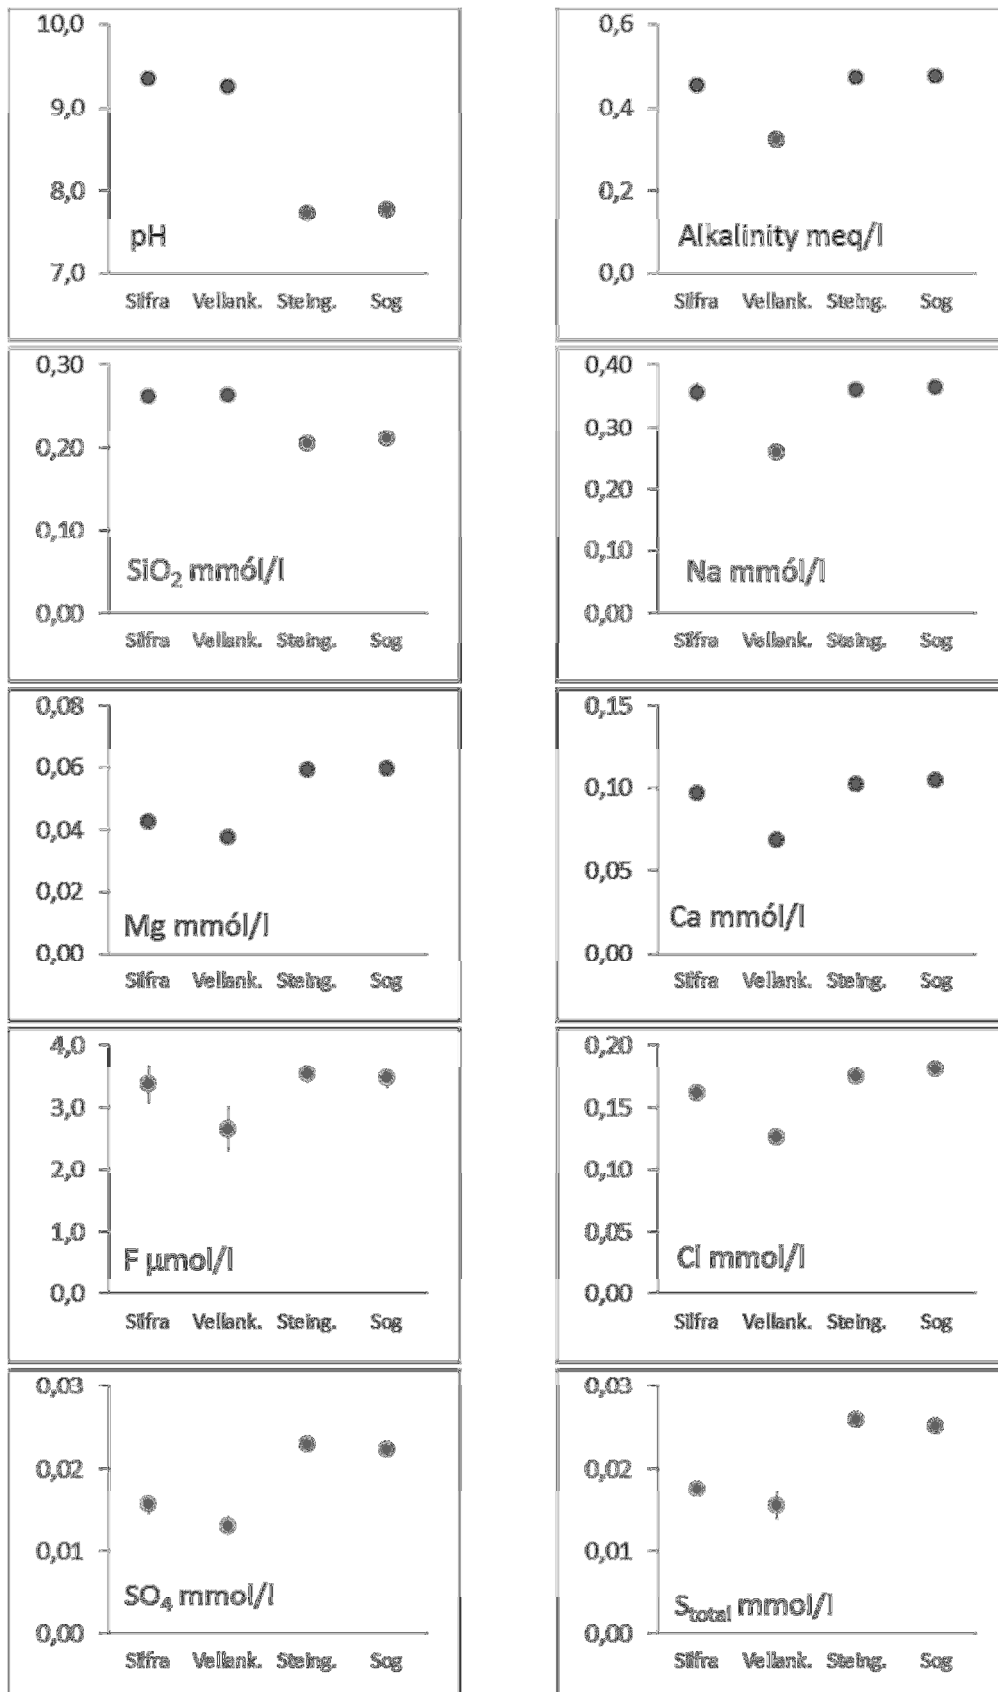 10,0
9,0
8,0
7,0
pH
Silfra Vellank. Steing. Sog
0,6
0,4
0,2
0,0
Alkalinity meq/l
Silfra Vellank. Steing. Sog
0,30
0,20
0,10
0,00
SiO₂ mmól/l
Silfra Vellank. Steing. Sog
0,40
0,30
0,20
0,10
0,00
Na mmól/l
Silfra Vellank. Steing. Sog
0,08
0,06
0,04
0,02
0,00
Mg mmól/l
Silfra Vellank. Steing. Sog
0,15
0,10
0,05
0,00
Ca mmól/l
Silfra Vellank. Steing. Sog
4,0
3,0
2,0
1,0
0,0
F µmol/l
Silfra Vellank. Steing. Sog
0,20
0,15
0,10
0,05
0,00
Cl mmol/l
Silfra Vellank. Steing. Sog
0,03
0,02
0,01
0,00
SO₄ mmol/l
Silfra Vellank. Steing. Sog
0,03
0,02
0,01
0,00
Stotal mmol/l
Silfra Vellank. Steing. Sog